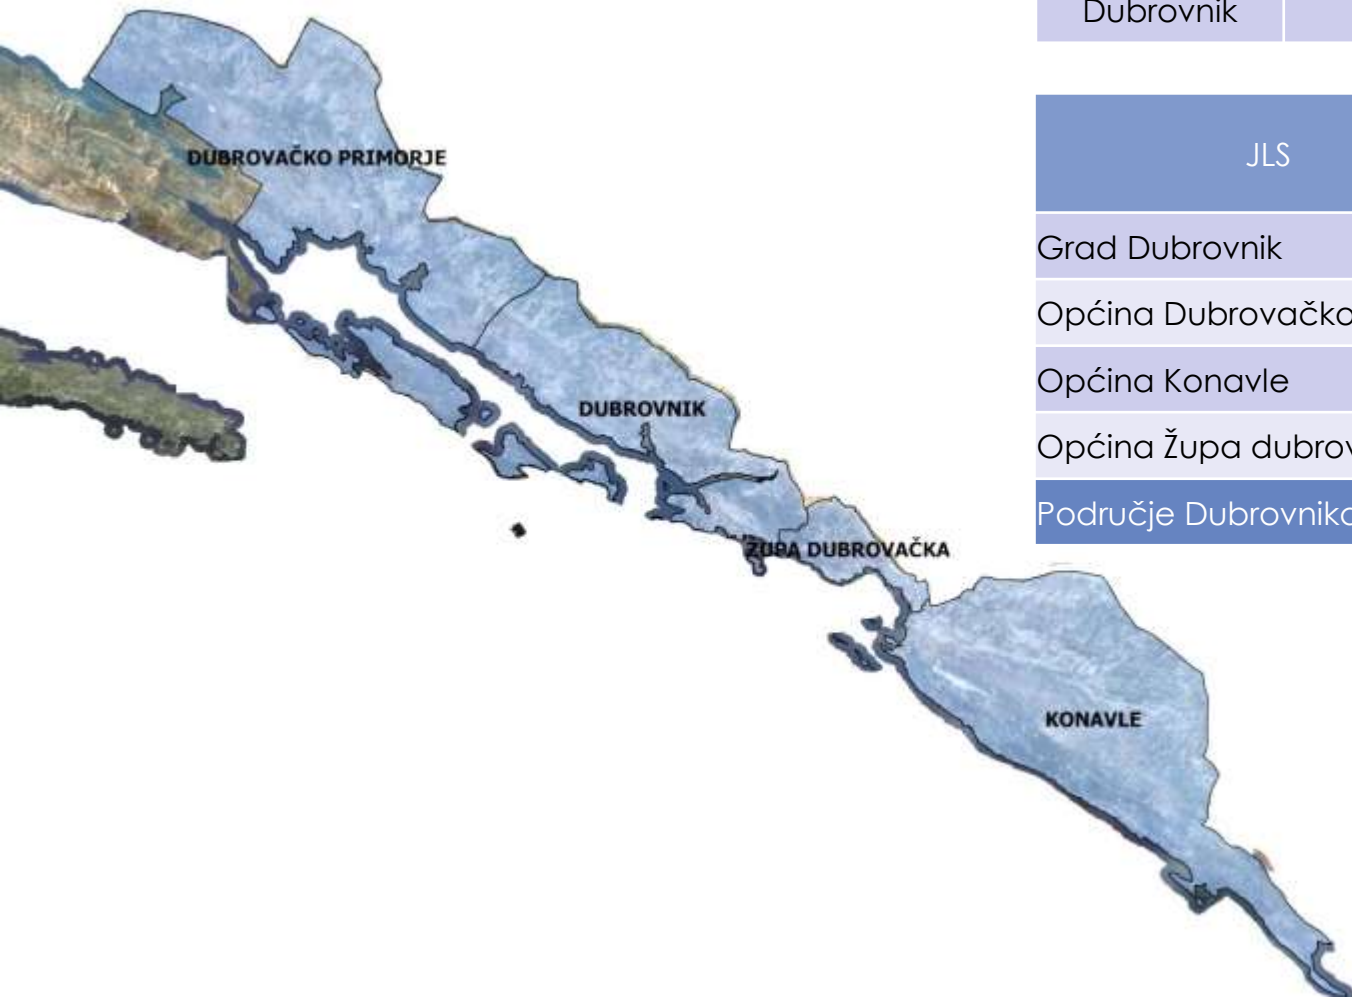 Dubrovnik
DUBROVAČKO PRIMORJE
JLS
Grad Dubrovnik
Općina Dubrovačko
Općina Konavle
DUBROVNIK
Općina Župa dubrov
Područje Dubrovnika
ŽUPA DUBROVAČKA
KONAVLE